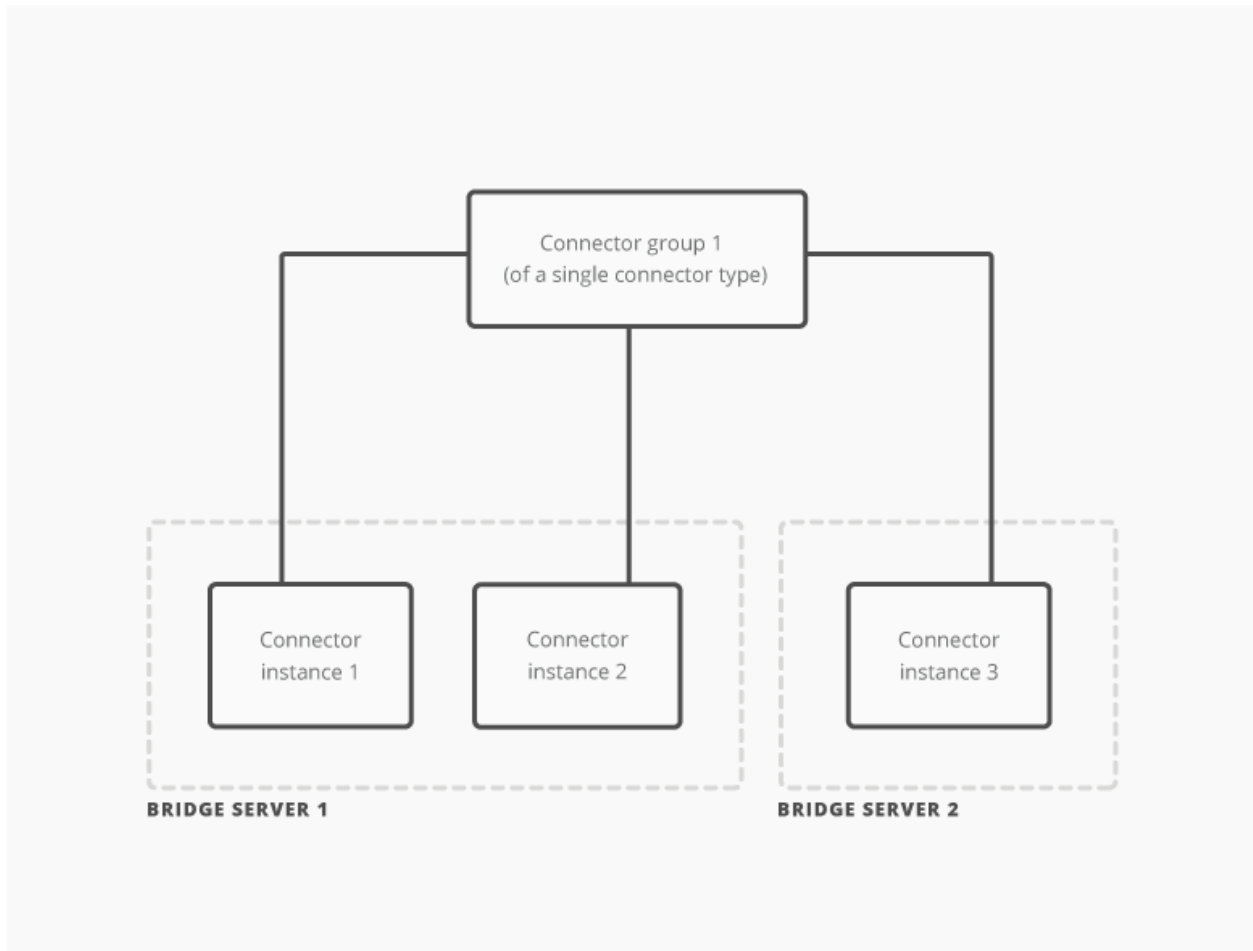 Connector group 1
(of a single connector type)
Connector
instance 1
Connector
instance 2
Connector
instance 3
BRIDGE SERVER 1
BRIDGE SERVER 2